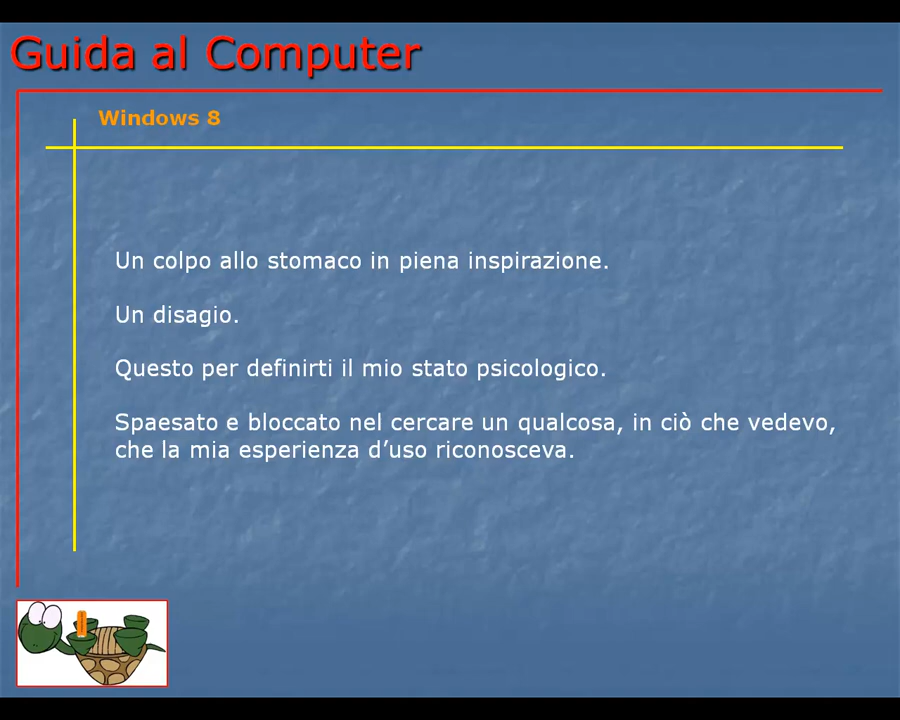 Guida al Computer
Windows 8
Un colpo allo stomaco in piena inspirazione.
Un disagio.
Questo per definirti il mio stato psicologico.
Spaesato e bloccato nel cercare un qualcosa, in ciò che vedevo,
che la mia esperienza d’uso riconosceva.